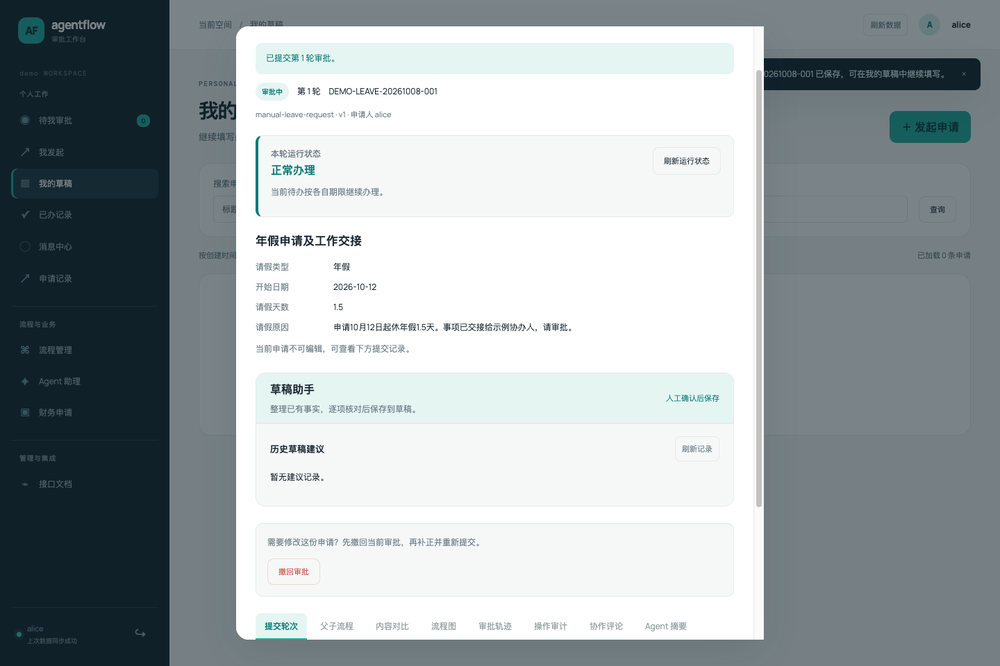 AF
agentflow
审批工作台
demo WORKSPACE
个人工作
待我审批
0
我发起
我的草稿
已办记录
消息中心
申请记录
流程与业务
流程管理
Agent 助理
财务申请
管理与集成
接口文档
alice
上次数据同步成功
当前空间 / 我的草稿
刷新数据
A
alice
0261008-001 已保存，可在我的草稿中继续填写。 ×
PERSONAL
我的
继续填写
+ 发起申请
搜索申
标题
查询
按创建时间
已加载 0 条申请
已提交第 1 轮审批。
审批中 第 1 轮 DEMO-LEAVE-20261008-001
manual-leave-request · v1 · 申请人 alice
本轮运行状态
正常办理
当前待办按各自期限继续办理。
刷新运行状态
年假申请及工作交接
请假类型 年假
开始日期 2026-10-12
请假天数 1.5
请假原因 申请10月12日起休年假1.5天。事项已交接给示例协办人，请审批。
当前申请不可编辑，可查看下方提交记录。
草稿助手
整理已有事实，逐项核对后保存到草稿。
人工确认后保存
历史草稿建议
刷新记录
暂无建议记录。
需要修改这份申请？先撤回当前审批，再补正并重新提交。
撤回审批
提交轮次 父子流程 内容对比 流程图 审批轨迹 操作审计 协作评论 Agent 摘要